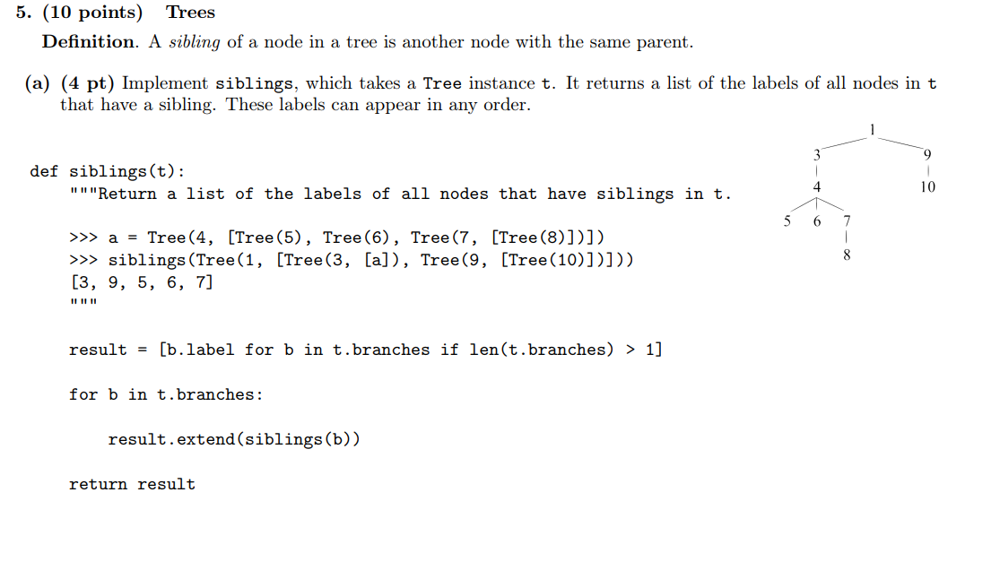 5. (10 points) Trees
Definition. A sibling of a node in a tree is another node with the same parent.
(a) (4 pt) Implement siblings, which takes a Tree instance t. It returns a list of the labels of all nodes in t
that have a sibling. These labels can appear in any order.
def siblings(t):
"""Return a list of the labels of all nodes that have siblings in t.
>>> a = Tree(4, [Tree(5), Tree(6), Tree(7, [Tree(8)])])
>>> siblings(Tree(1, [Tree(3, [a]), Tree(9, [Tree(10)])]))
[3, 9, 5, 6, 7]
"""
result = [b.label for b in t.branches if len(t.branches) > 1]
for b in t.branches:
result.extend(siblings(b))
return result
1
3 9
4 10
5 6 7
8